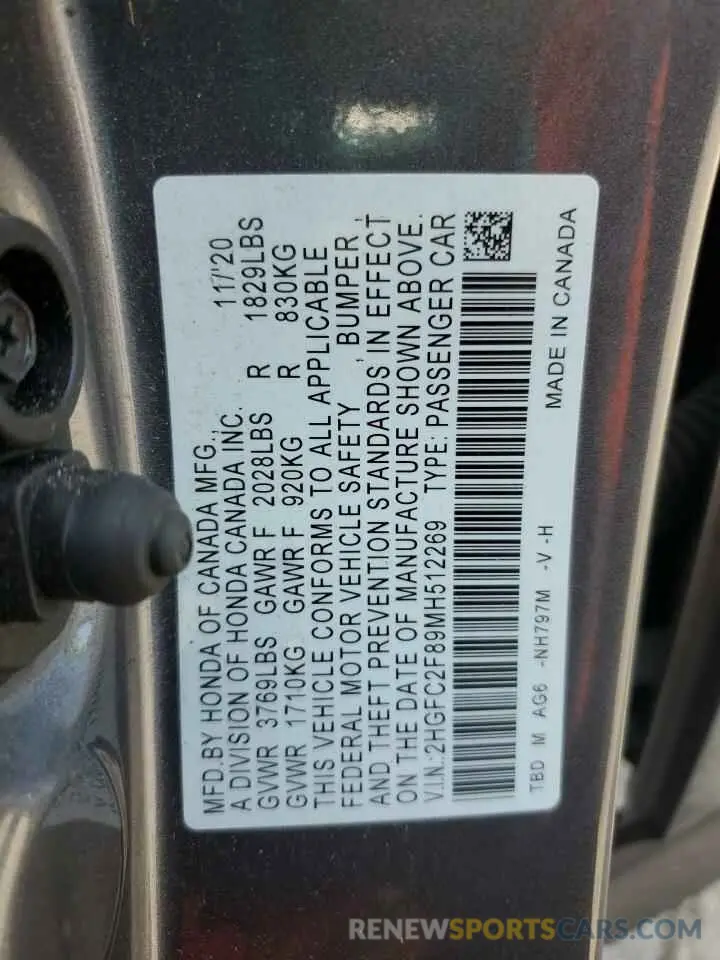 MFD.BY HONDA OF CANADA MFG., 11/'20
A DIVISION OF HONDA CANADA INC.
GVWR 3769LBS GAWR F 2028LBS R 1829LBS
GVWR 1710KG GAWR F 920KG R 830KG
THIS VEHICLE CONFORMS TO ALL APPLICABLE
FEDERAL MOTOR VEHICLE SAFETY , BUMPER ,
AND THEFT PREVENTION STANDARDS IN EFFECT
ON THE DATE OF MANUFACTURE SHOWN ABOVE.
V.I.N.:2HGFC2F89MH512269 TYPE: PASSENGER CAR
TBD M AG6 -NH797M -V -H
MADE IN CANADA
RENEWSPORTSCARS.COM